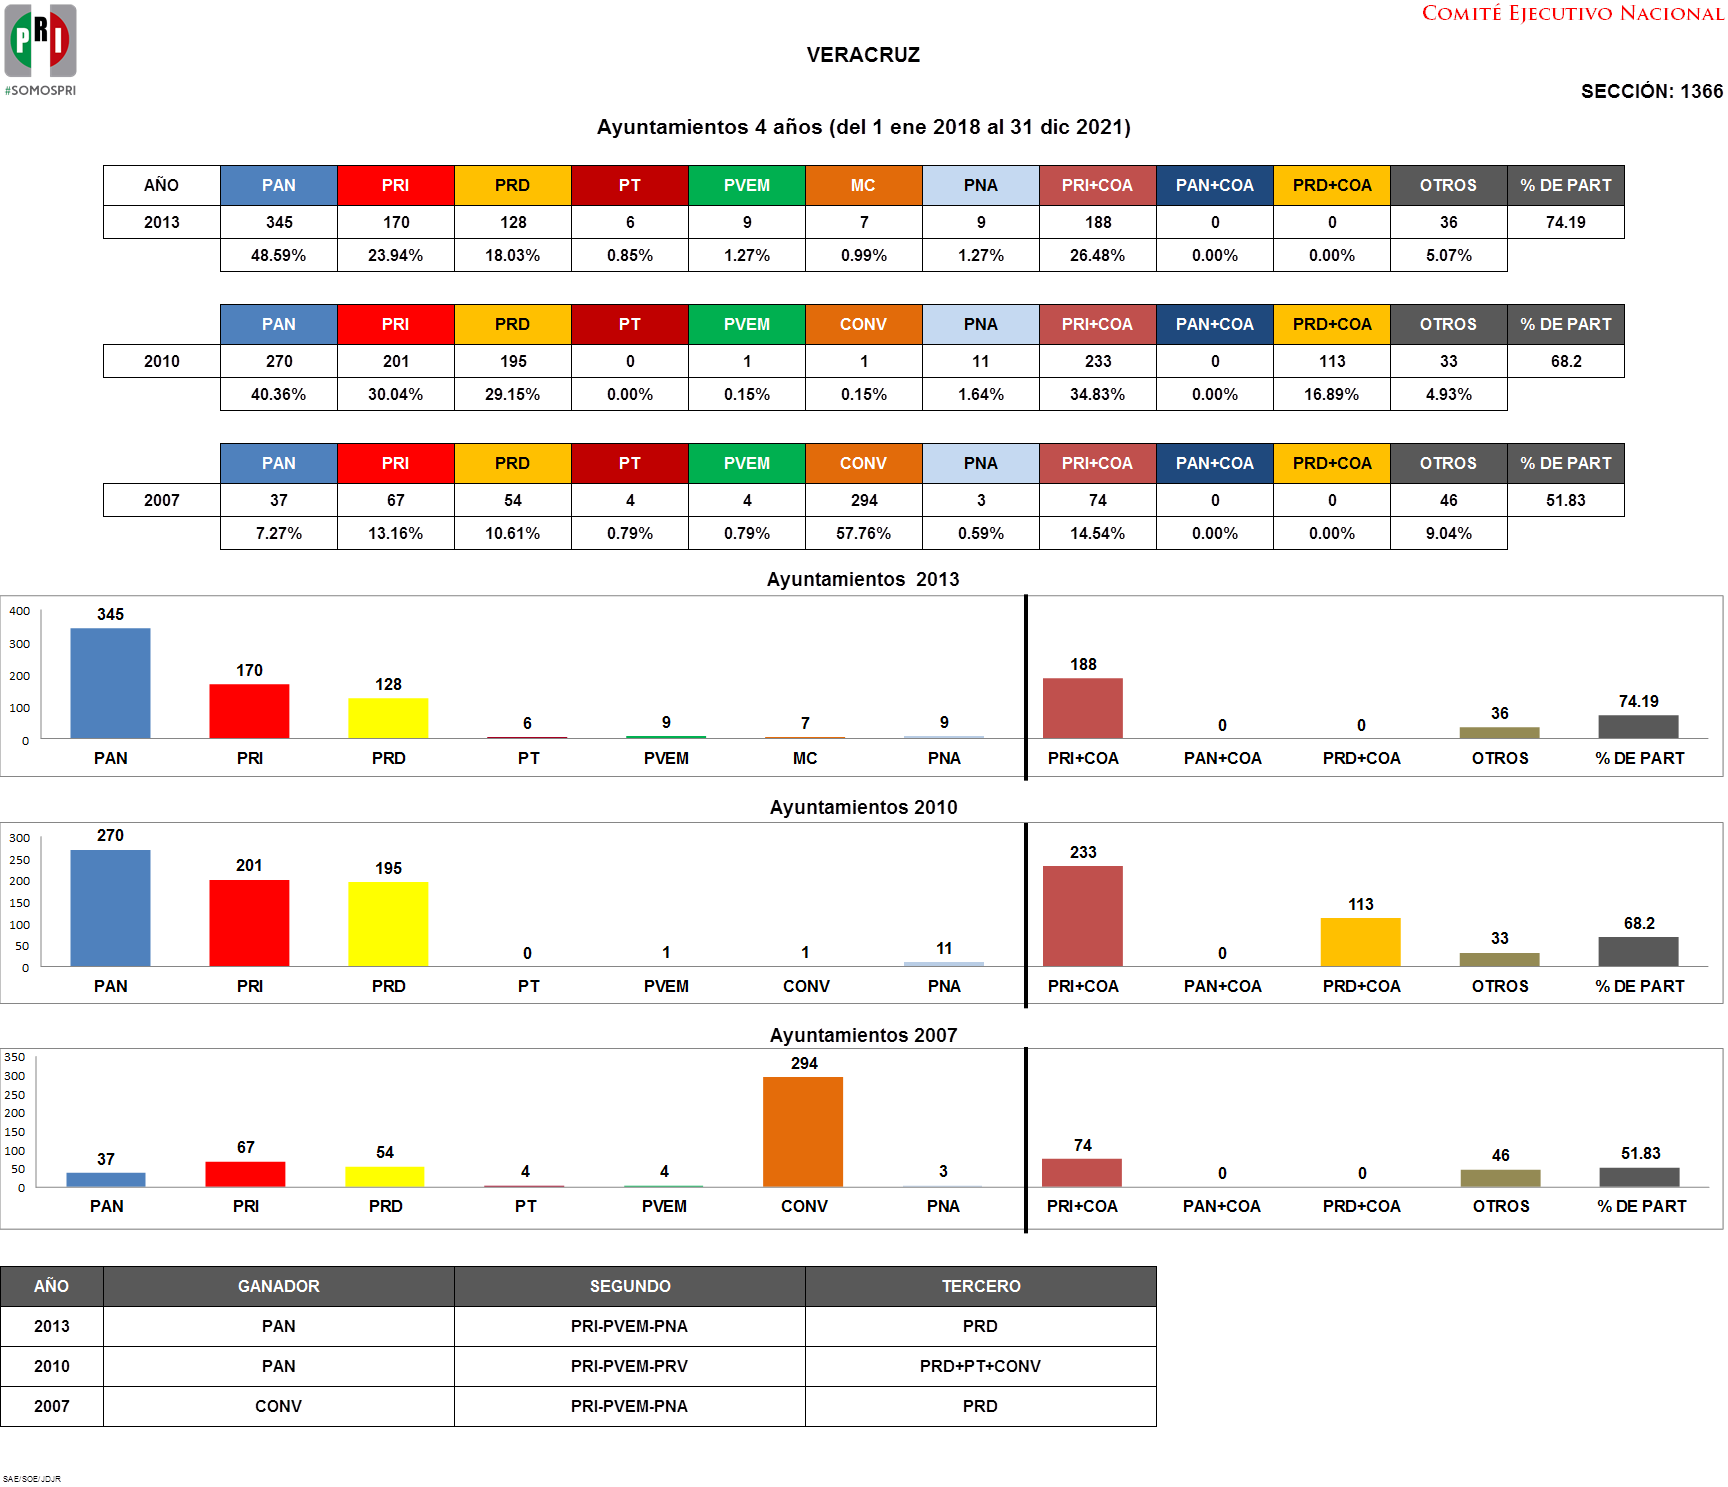 PRI
#SOMOSPRI
COMITÉ EJECUTIVO NACIONAL
VERACRUZ
SECCIÓN: 1366
Ayuntamientos 4 años (del 1 ene 2018 al 31 dic 2021)
AÑO PAN PRI PRD PT PVEM MC PNA PRI+COA PAN+COA PRD+COA OTROS % DE PART
2013 345 170 128 6 9 7 9 188 0 0 36 74.19
48.59% 23.94% 18.03% 0.85% 1.27% 0.99% 1.27% 26.48% 0.00% 0.00% 5.07%
PAN PRI PRD PT PVEM CONV PNA PRI+COA PAN+COA PRD+COA OTROS % DE PART
2010 270 201 195 0 1 1 11 233 0 113 33 68.2
40.36% 30.04% 29.15% 0.00% 0.15% 0.15% 1.64% 34.83% 0.00% 16.89% 4.93%
PAN PRI PRD PT PVEM CONV PNA PRI+COA PAN+COA PRD+COA OTROS % DE PART
2007 37 67 54 4 4 294 3 74 0 0 46 51.83
7.27% 13.16% 10.61% 0.79% 0.79% 57.76% 0.59% 14.54% 0.00% 0.00% 9.04%
Ayuntamientos 2013
400
300
200
100
0
345 170 128 6 9 7 9 188 0 0 36 74.19
PAN PRI PRD PT PVEM MC PNA PRI+COA PAN+COA PRD+COA OTROS % DE PART
Ayuntamientos 2010
300
250
200
150
100
50
0
270 201 195 0 1 1 11 233 0 113 33 68.2
PAN PRI PRD PT PVEM CONV PNA PRI+COA PAN+COA PRD+COA OTROS % DE PART
Ayuntamientos 2007
350
300
250
200
150
100
50
0
37 67 54 4 4 294 3 74 0 0 46 51.83
PAN PRI PRD PT PVEM CONV PNA PRI+COA PAN+COA PRD+COA OTROS % DE PART
AÑO GANADOR SEGUNDO TERCERO
2013 PAN PRI-PVEM-PNA PRD
2010 PAN PRI-PVEM-PRV PRD+PT+CONV
2007 CONV PRI-PVEM-PNA PRD
SAE/SOE/JDJR